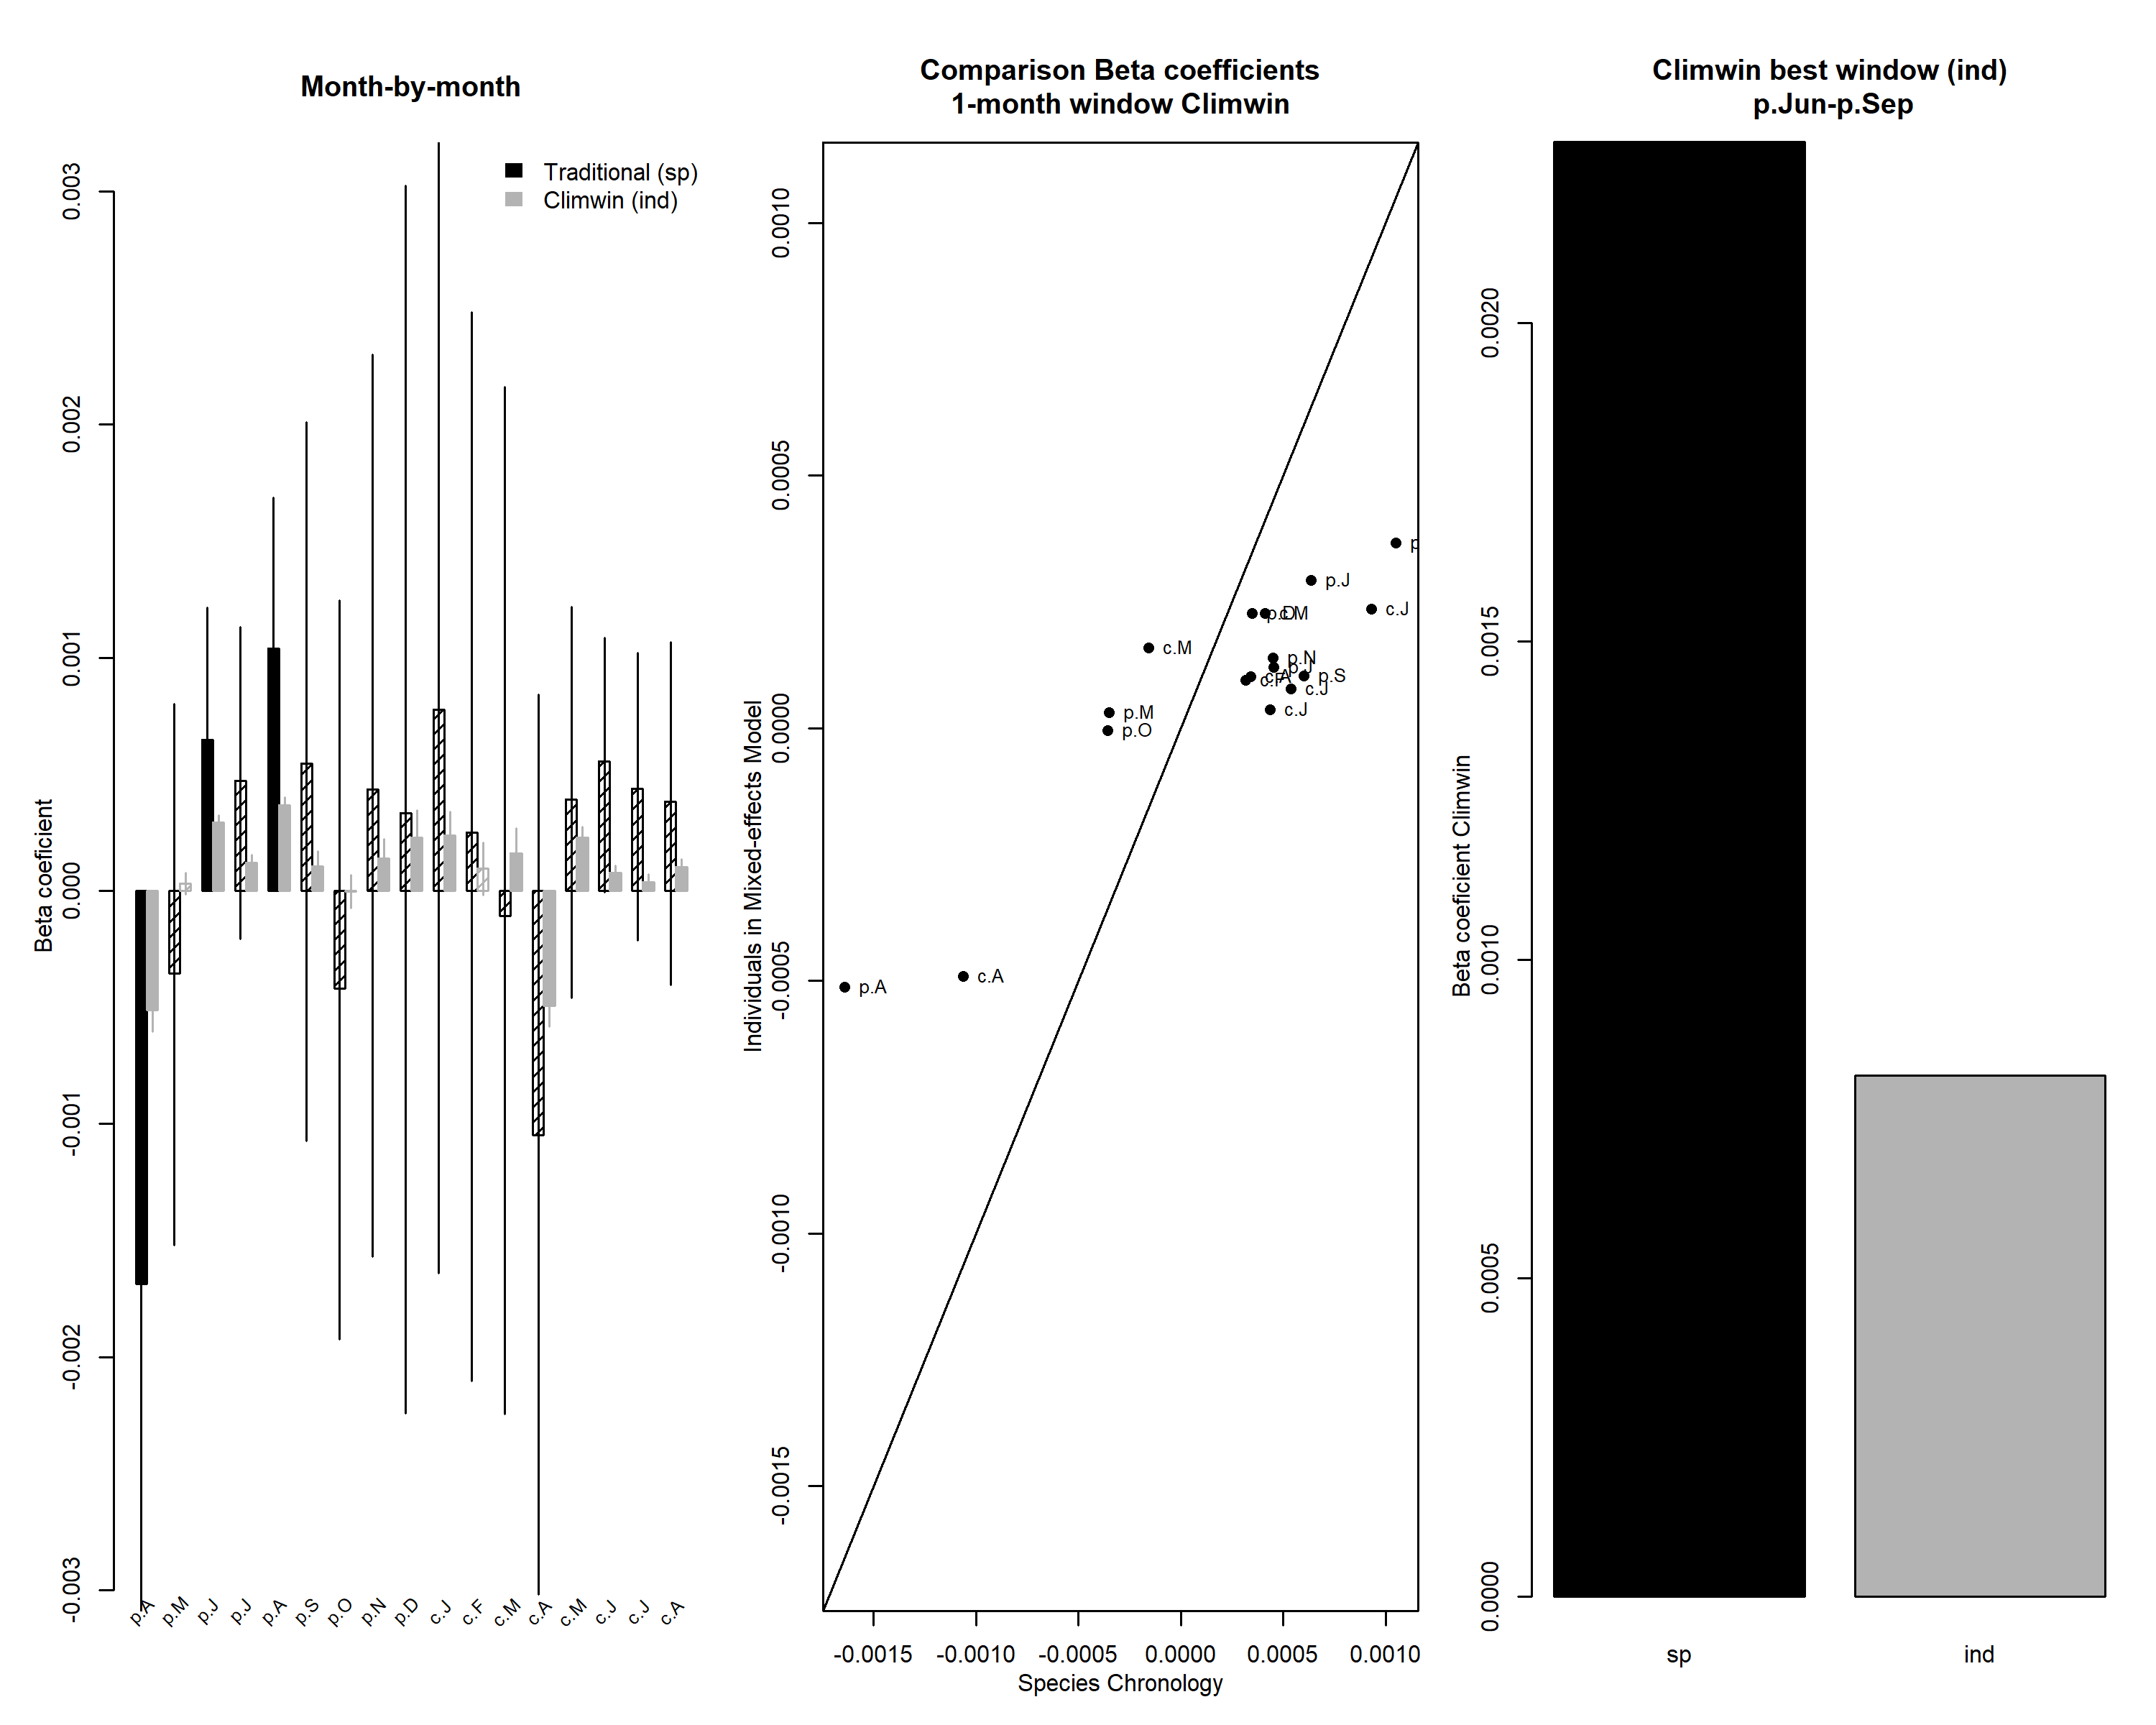 Month-by-month
Traditional (sp)
Climwin (ind)
Beta coeficient
0.003
0.002
0.001
0.000
-0.001
-0.002
-0.003
p.A
p.M
p.J
p.J
p.A
p.S
p.O
p.N
p.D
c.J
c.F
c.M
c.A
c.M
c.J
c.J
c.A
Comparison Beta coefficients
1-month window Climwin
Individuals in Mixed-effects Model
0.0010
0.0005
0.0000
-0.0005
-0.0010
-0.0015
p
p.J
c.J
p.D
c.M
c.M
p.N
p.J
c.A
p.S
c.F
c.J
c.J
p.M
p.O
c.A
p.A
-0.0015
-0.0010
-0.0005
0.0000
0.0005
0.0010
Species Chronology
Climwin best window (ind)
p.Jun-p.Sep
Beta coeficient Climwin
0.0020
0.0015
0.0010
0.0005
0.000
sp
ind